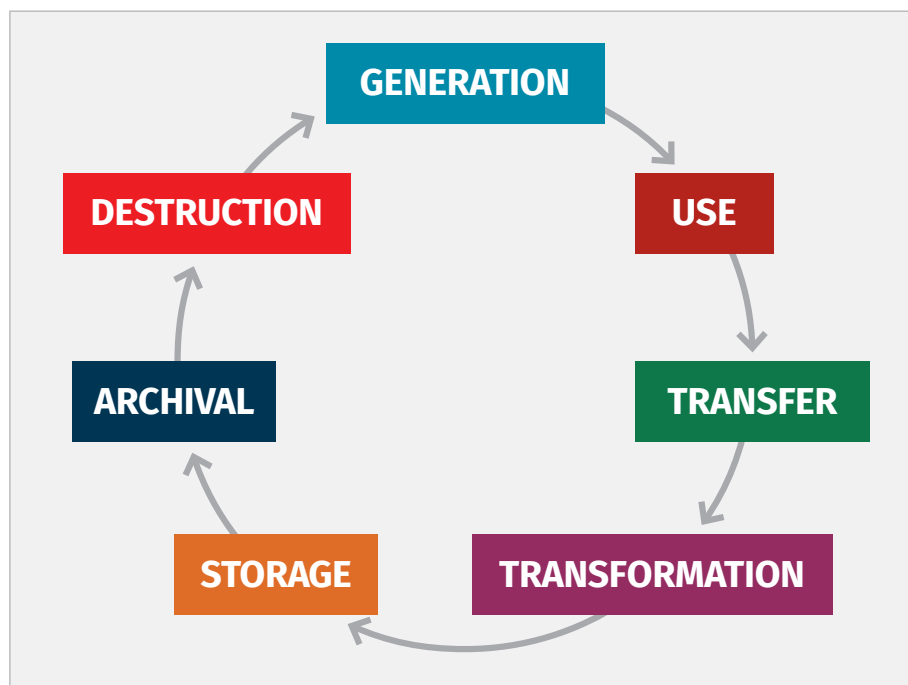 GENERATION
USE
TRANSFER
TRANSFORMATION
STORAGE
ARCHIVAL
DESTRUCTION